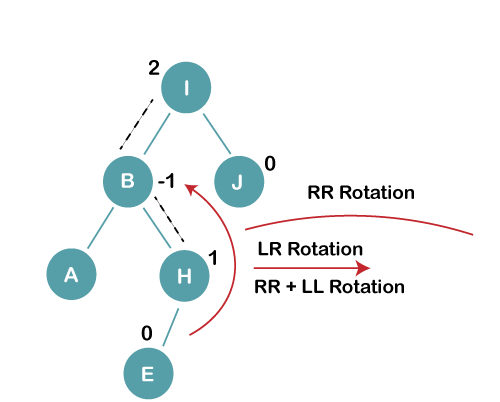 2
I
B
-1
J
0
RR Rotation
A
H
1
LR Rotation
RR + LL Rotation
0
E